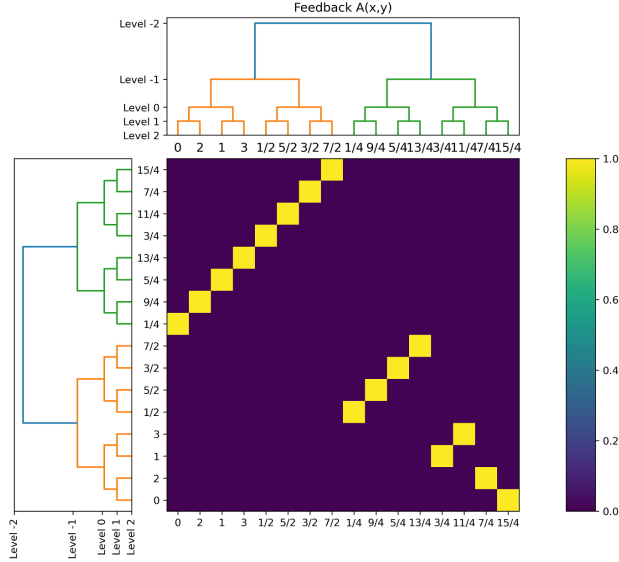 Feedback A(x,y)
Level -2
Level -1
Level 0
Level 1
Level 2
0 2 1 3 1/2 5/2 3/2 7/2 1/4 9/4 5/4 13/4 3/4 11/4 7/4 15/4
15/4
7/4
11/4
3/4
13/4
5/4
9/4
1/4
7/2
3/2
5/2
1/2
3
1
2
0
1.0
0.8
0.6
0.4
0.2
0.0
Level -2 Level -1 Level 0 Level 1 Level 2
0 2 1 3 1/2 5/2 3/2 7/2 1/4 9/4 5/4 13/4 3/4 11/4 7/4 15/4